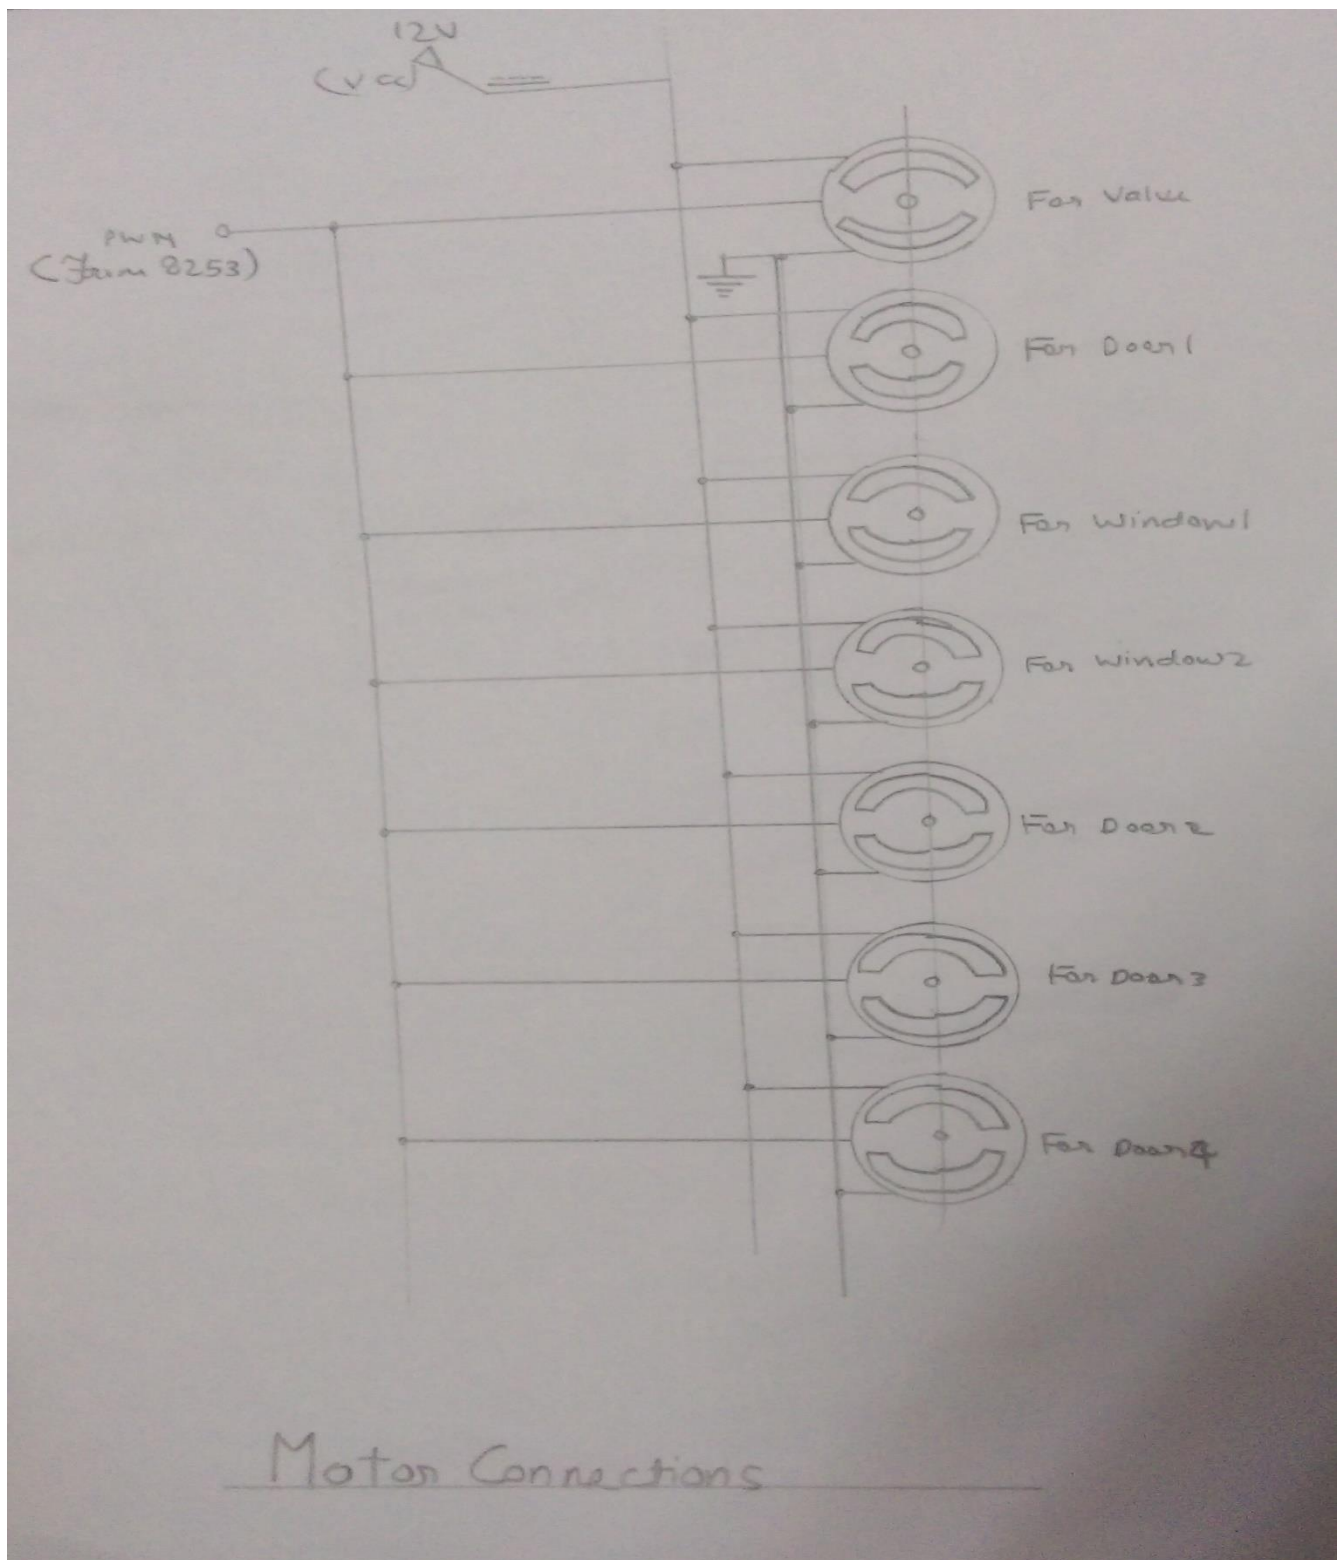 12V
(Vcc)
For Valve
PWM
(From 8253)
For Door1
For Window1
For Window2
For Door2
For Door3
For Door4
Motor Connections